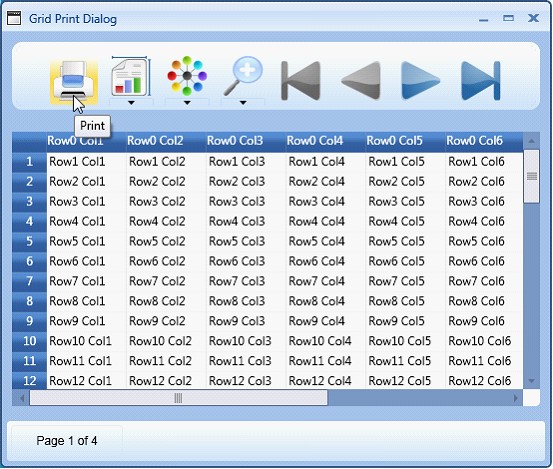 Grid Print Dialog
Print
Row0 Col1 Row0 Col2 Row0 Col3 Row0 Col4 Row0 Col5 Row0 Col6
1 Row1 Col1 Row1 Col2 Row1 Col3 Row1 Col4 Row1 Col5 Row1 Col6
2 Row2 Col1 Row2 Col2 Row2 Col3 Row2 Col4 Row2 Col5 Row2 Col6
3 Row3 Col1 Row3 Col2 Row3 Col3 Row3 Col4 Row3 Col5 Row3 Col6
4 Row4 Col1 Row4 Col2 Row4 Col3 Row4 Col4 Row4 Col5 Row4 Col6
5 Row5 Col1 Row5 Col2 Row5 Col3 Row5 Col4 Row5 Col5 Row5 Col6
6 Row6 Col1 Row6 Col2 Row6 Col3 Row6 Col4 Row6 Col5 Row6 Col6
7 Row7 Col1 Row7 Col2 Row7 Col3 Row7 Col4 Row7 Col5 Row7 Col6
8 Row8 Col1 Row8 Col2 Row8 Col3 Row8 Col4 Row8 Col5 Row8 Col6
9 Row9 Col1 Row9 Col2 Row9 Col3 Row9 Col4 Row9 Col5 Row9 Col6
10 Row10 Col1 Row10 Col2 Row10 Col3 Row10 Col4 Row10 Col5 Row10 Col6
11 Row11 Col1 Row11 Col2 Row11 Col3 Row11 Col4 Row11 Col5 Row11 Col6
12 Row12 Col1 Row12 Col2 Row12 Col3 Row12 Col4 Row12 Col5 Row12 Col6
Page 1 of 4